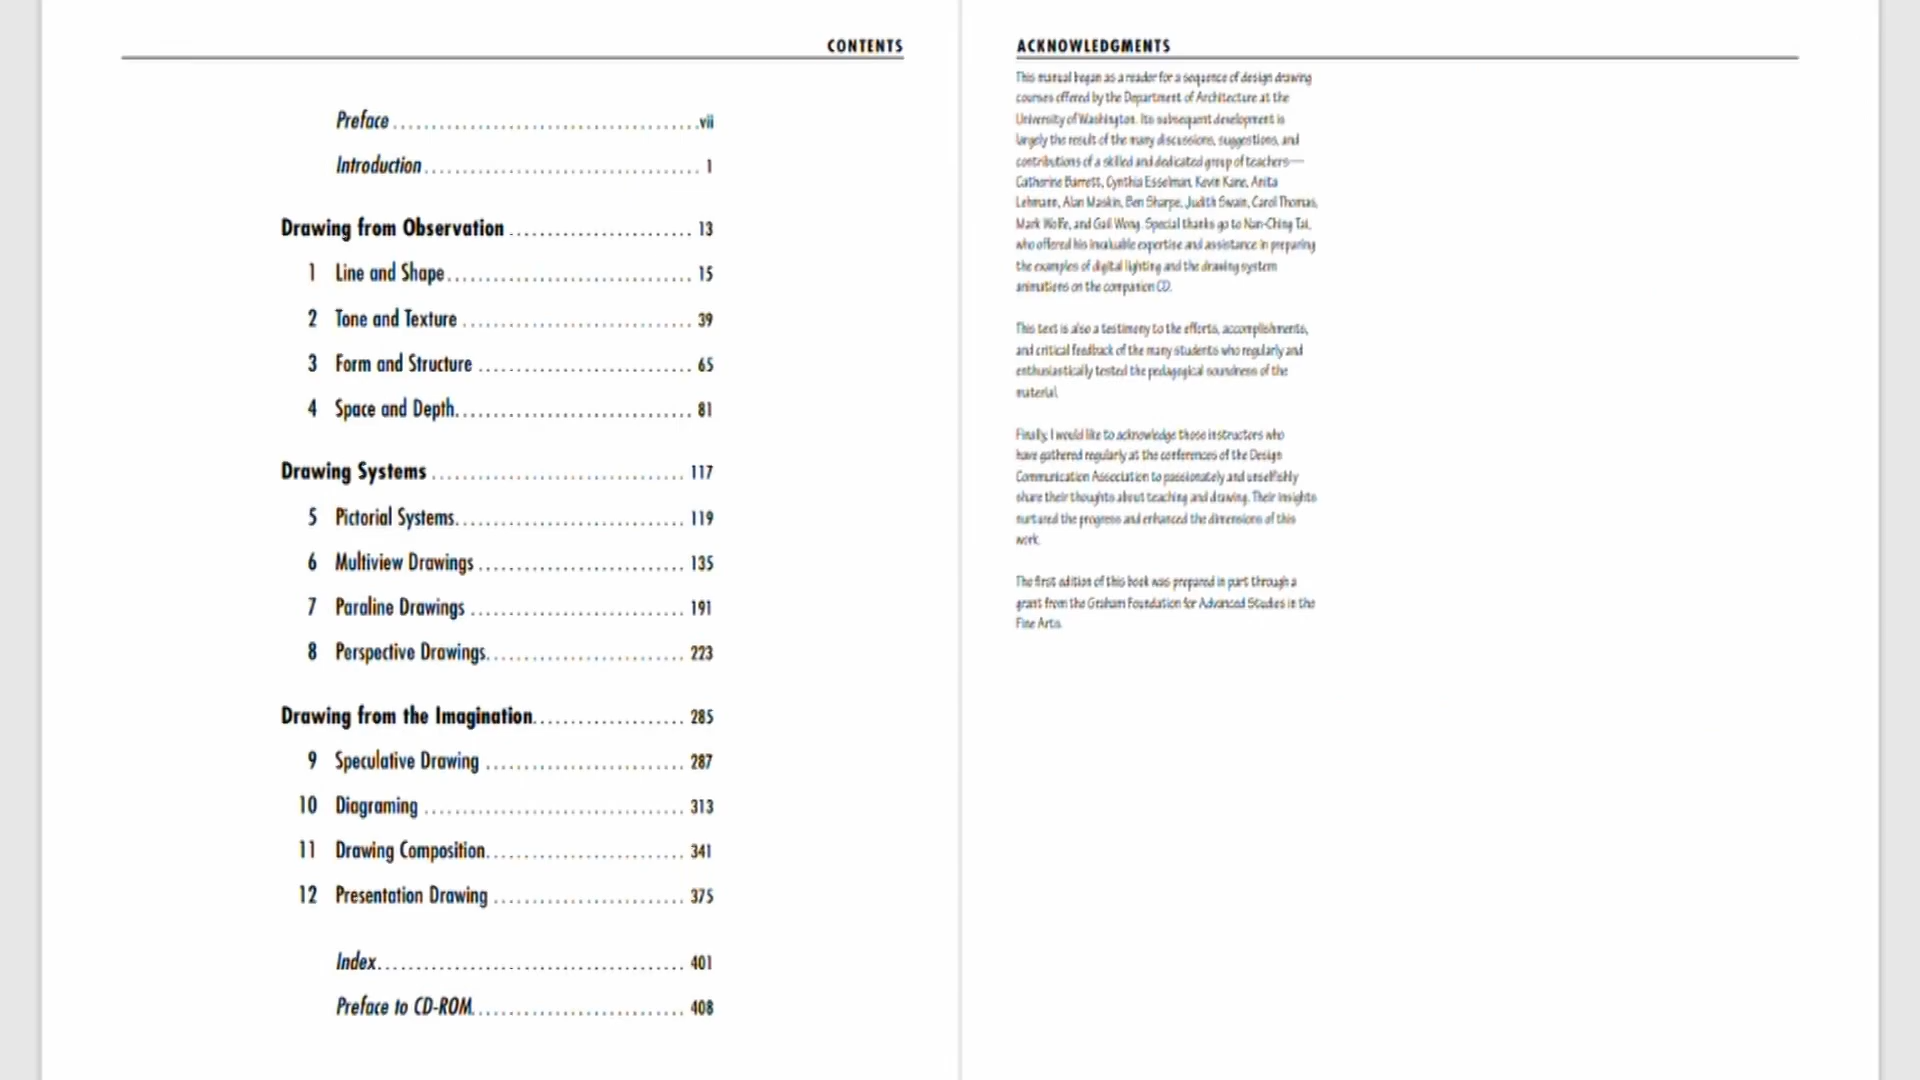 CONTENTS
Preface ........................................ vii
Introduction .................................... 1
Drawing from Observation ........................ 13
1 Line and Shape ................................ 15
2 Tone and Texture .............................. 39
3 Form and Structure ............................ 65
4 Space and Depth ............................... 81
Drawing Systems ................................. 117
5 Pictorial Systems ............................. 119
6 Multiview Drawings ............................ 135
7 Paraline Drawings ............................. 191
8 Perspective Drawings .......................... 223
Drawing from the Imagination .................... 285
9 Speculative Drawing ........................... 287
10 Diagraming ................................... 313
11 Drawing Composition .......................... 341
12 Presentation Drawing ......................... 375
Index ........................................... 401
Preface to CD-ROM ............................... 408
ACKNOWLEDGMENTS
This manual began as a reader for a sequence of design drawing
courses offered by the Department of Architecture at the
University of Washington. Its subsequent development is
largely the result of the many discussions, suggestions, and
contributions of a skilled and dedicated group of teachers—
Catherine Barrett, Cynthia Esselman, Kevin Kane, Anita
Lehmann, Alan Maskin, Ben Sharpe, Judith Swain, Carol Thomas,
Mark Wolfe, and Gail Wong. Special thanks go to Nan-Ching Tai,
who offered his invaluable expertise and assistance in preparing
the examples of digital lighting and the drawing system
animations on the companion CD.
This text is also a testimony to the efforts, accomplishments,
and critical feedback of the many students who regularly and
enthusiastically tested the pedagogical soundness of the
material.
Finally, I would like to acknowledge those instructors who
have gathered regularly at the conferences of the Design
Communication Association to passionately and unselfishly
share their thoughts about teaching and drawing. Their insights
nurtured the progress and enhanced the dimensions of this
work.
The first edition of this book was prepared in part through a
grant from the Graham Foundation for Advanced Studies in the
Fine Arts.